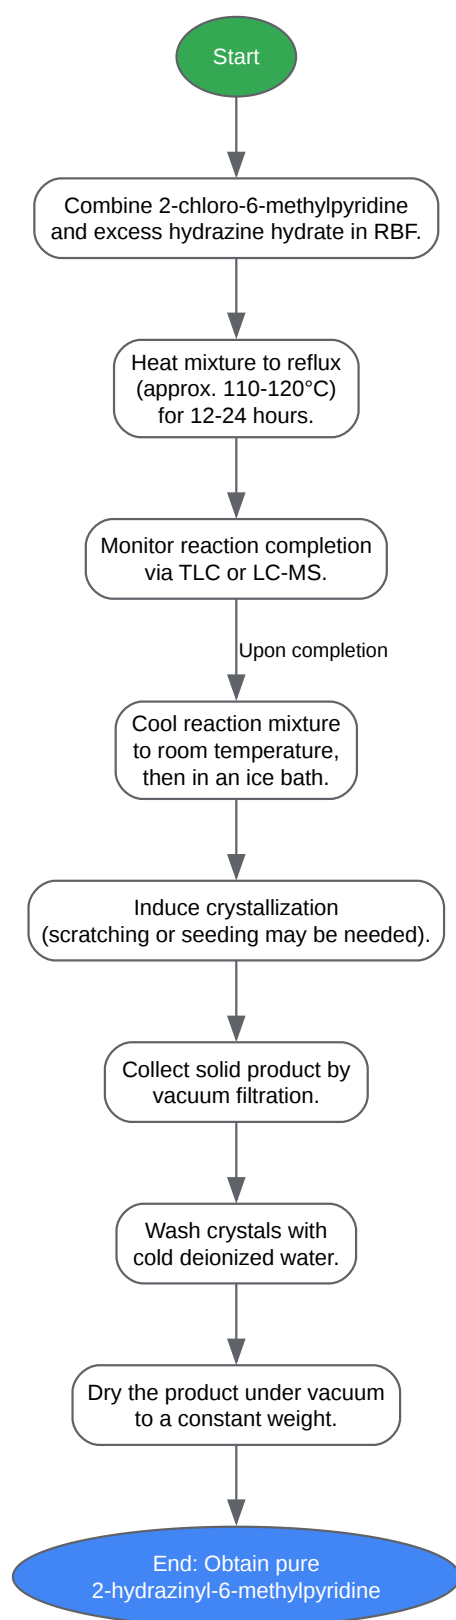 Start
Combine 2-chloro-6-methylpyridine
and excess hydrazine hydrate in RBF.
Heat mixture to reflux
(approx. 110-120°C)
for 12-24 hours.
Monitor reaction completion
via TLC or LC-MS.
Upon completion
Cool reaction mixture
to room temperature,
then in an ice bath.
Induce crystallization
(scratching or seeding may be needed).
Collect solid product by
vacuum filtration.
Wash crystals with
cold deionized water.
Dry the product under vacuum
to a constant weight.
End: Obtain pure
2-hydrazinyl-6-methylpyridine